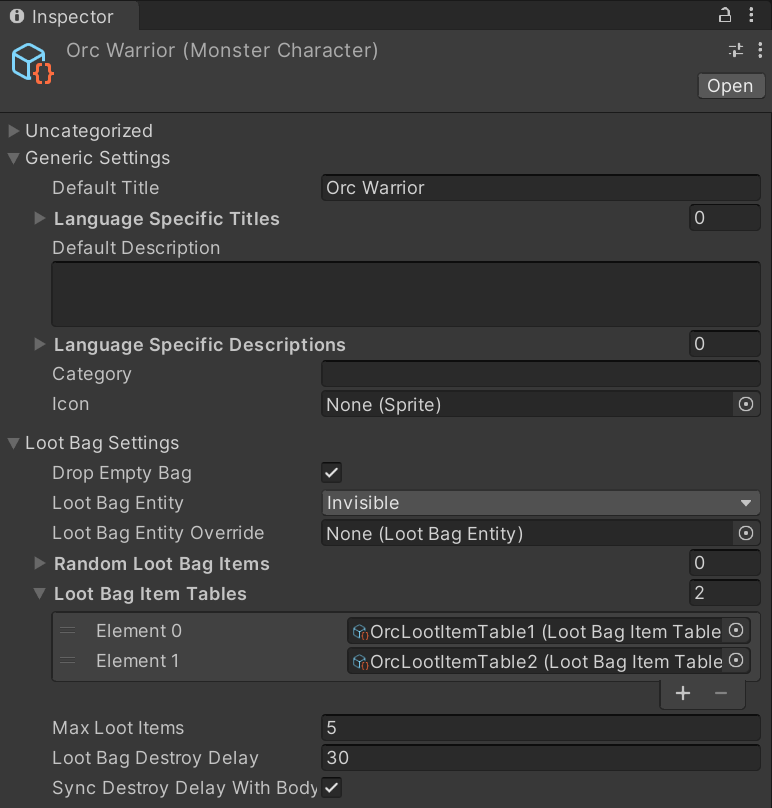 Inspector
Orc Warrior (Monster Character)
Open
Uncategorized
Generic Settings
Default Title Orc Warrior
Language Specific Titles 0
Default Description
Language Specific Descriptions 0
Category
Icon None (Sprite)
Loot Bag Settings
Drop Empty Bag
Loot Bag Entity Invisible
Loot Bag Entity Override None (Loot Bag Entity)
Random Loot Bag Items 0
Loot Bag Item Tables 2
Element 0 OrcLootItemTable1 (Loot Bag Item Table
Element 1 OrcLootItemTable2 (Loot Bag Item Table
Max Loot Items 5
Loot Bag Destroy Delay 30
Sync Destroy Delay With Body